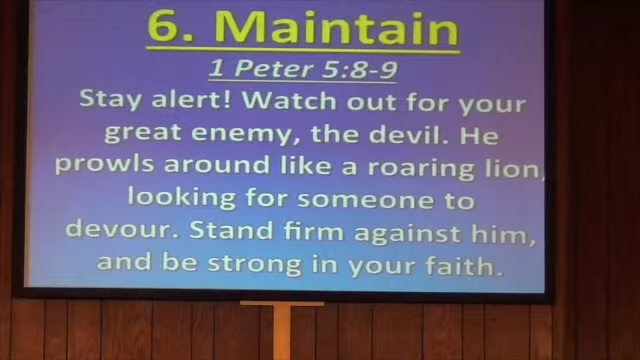 6. Maintain
1 Peter 5:8-9
Stay alert! Watch out for your
great enemy, the devil. He
prowls around like a roaring lion,
looking for someone to
devour. Stand firm against him,
and be strong in your faith.